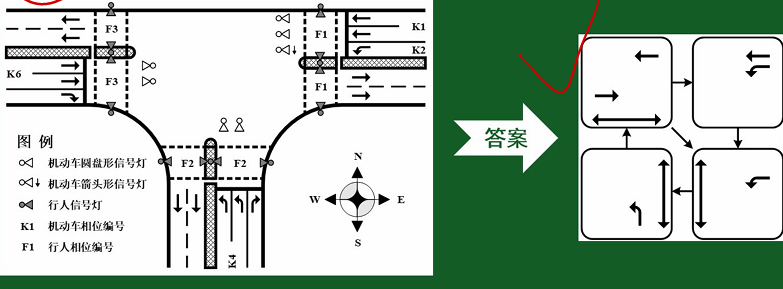 F3
F1
K1
K2
K6
F3
F1
F2
F2
K4
图 例
机动车圆盘形信号灯
机动车箭头形信号灯
行人信号灯
K1 机动车相位编号
F1 行人相位编号
N
W
E
S
答案